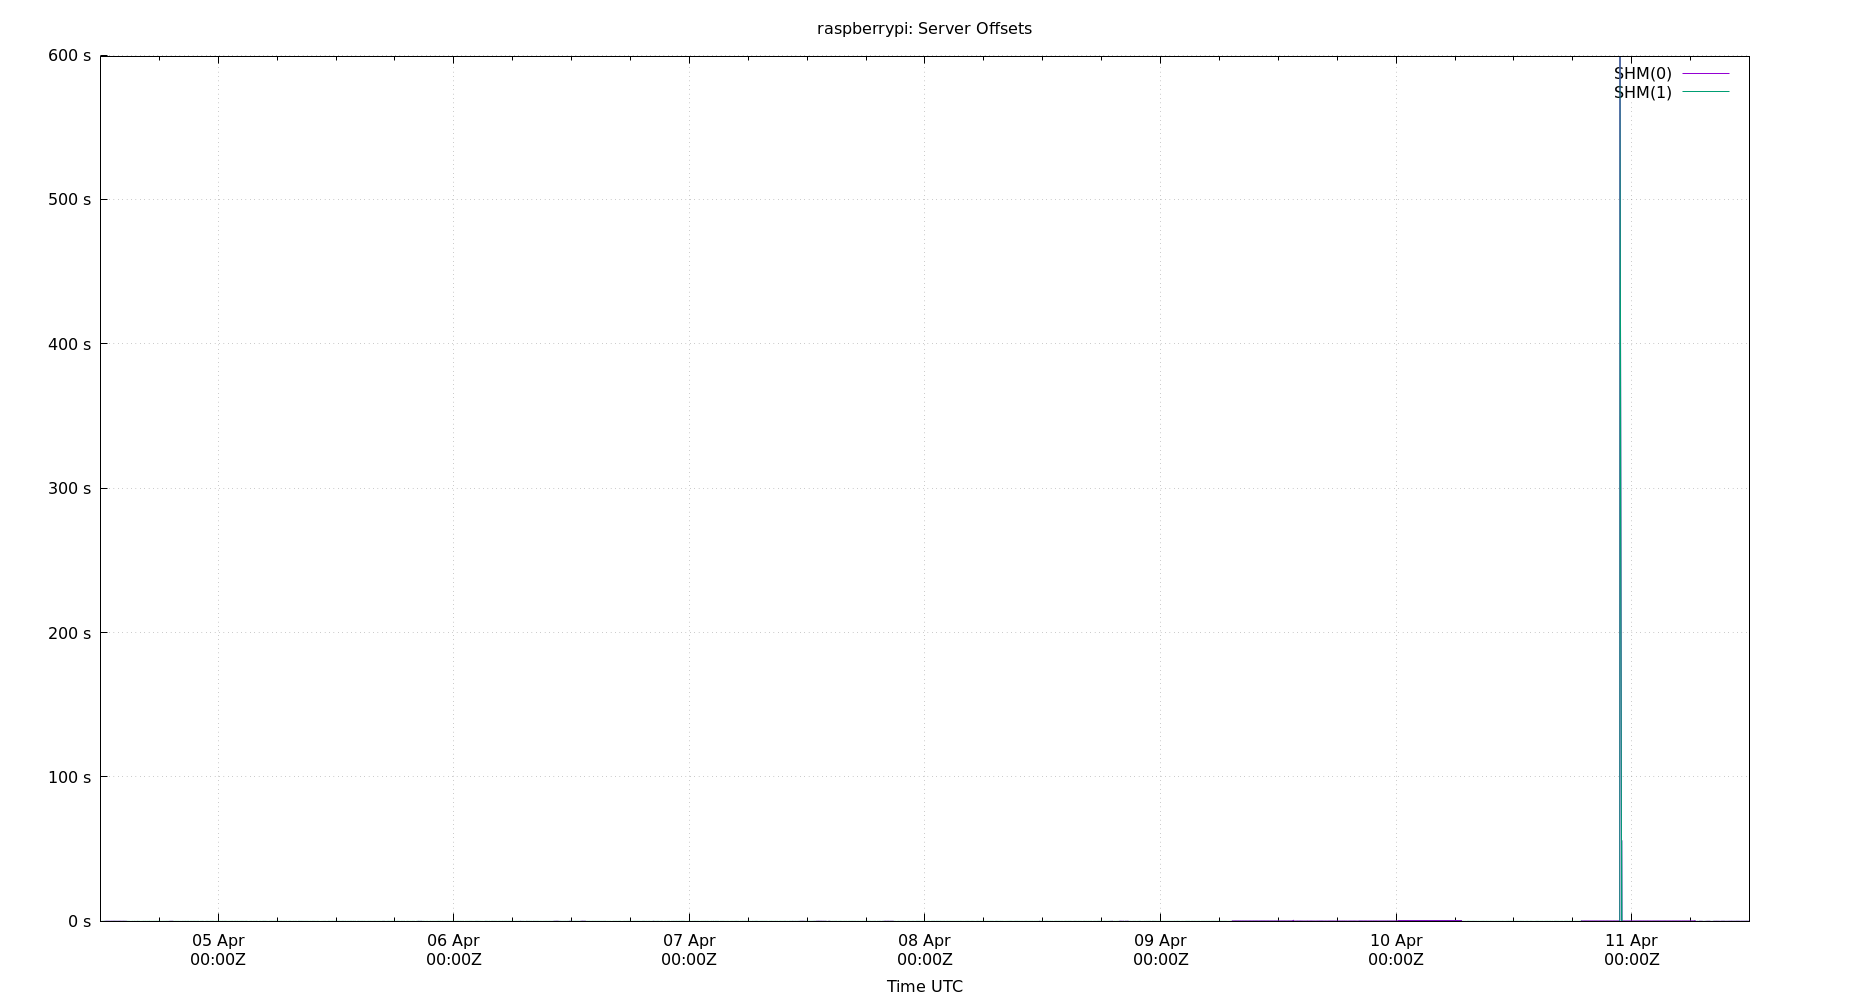 raspberrypi: Server Offsets
600 s
SHM(0)
SHM(1)
500 s
400 s
300 s
200 s
100 s
0 s
05 Apr 06 Apr 07 Apr 08 Apr 09 Apr 10 Apr 11 Apr
00:00Z 00:00Z 00:00Z 00:00Z 00:00Z 00:00Z 00:00Z
Time UTC